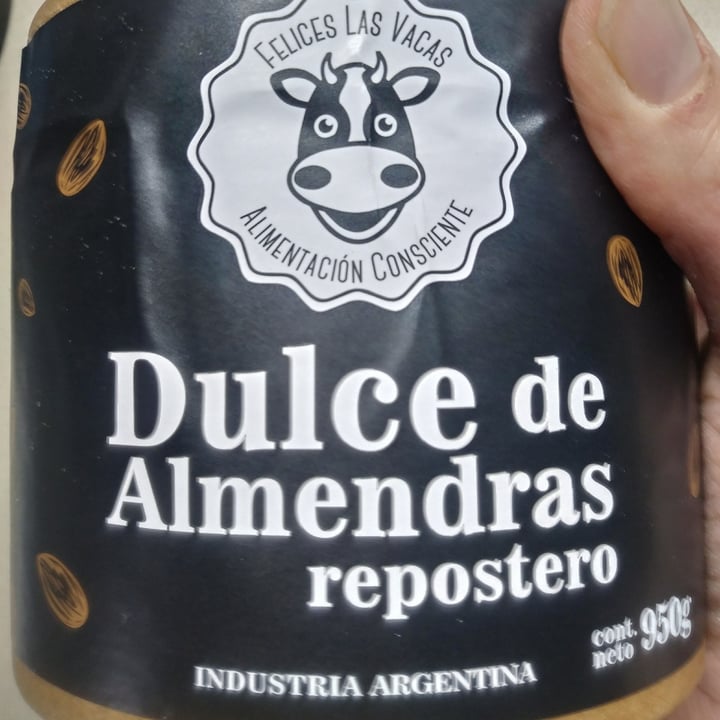 FELICES LAS VACAS
ALIMENTACIÓN CONSCIENTE
Dulce de
Almendras
repostero
cont. neto 950g
INDUSTRIA ARGENTINA